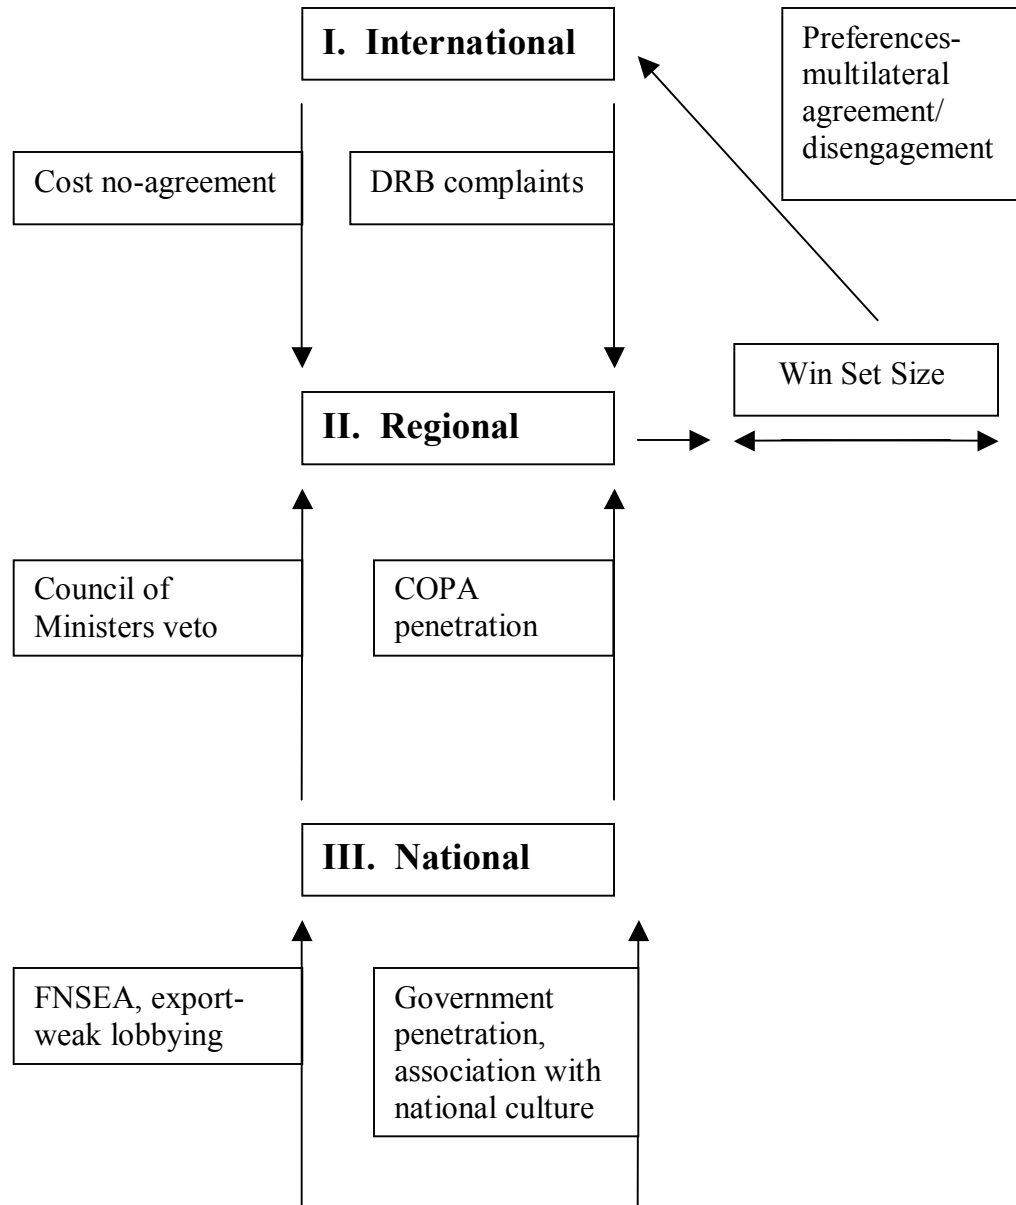 I. International
Preferences-
multilateral
agreement/
disengagement
Cost no-agreement
DRB complaints
Win Set Size
II. Regional
Council of
Ministers veto
COPA
penetration
III. National
FNSEA, export-
weak lobbying
Government
penetration,
association with
national culture